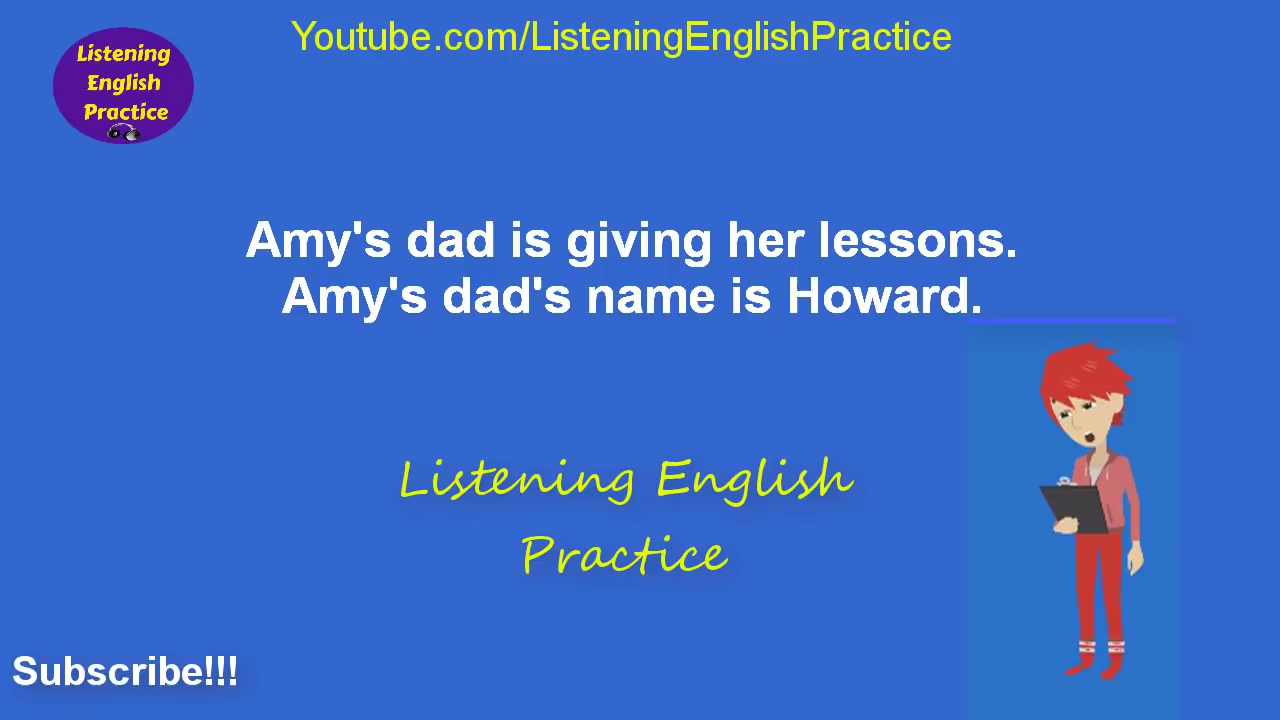 Youtube.com/ListeningEnglishPractice
Listening
English
Practice
Amy's dad is giving her lessons.
Amy's dad's name is Howard.
Listening English
Practice
Subscribe!!!